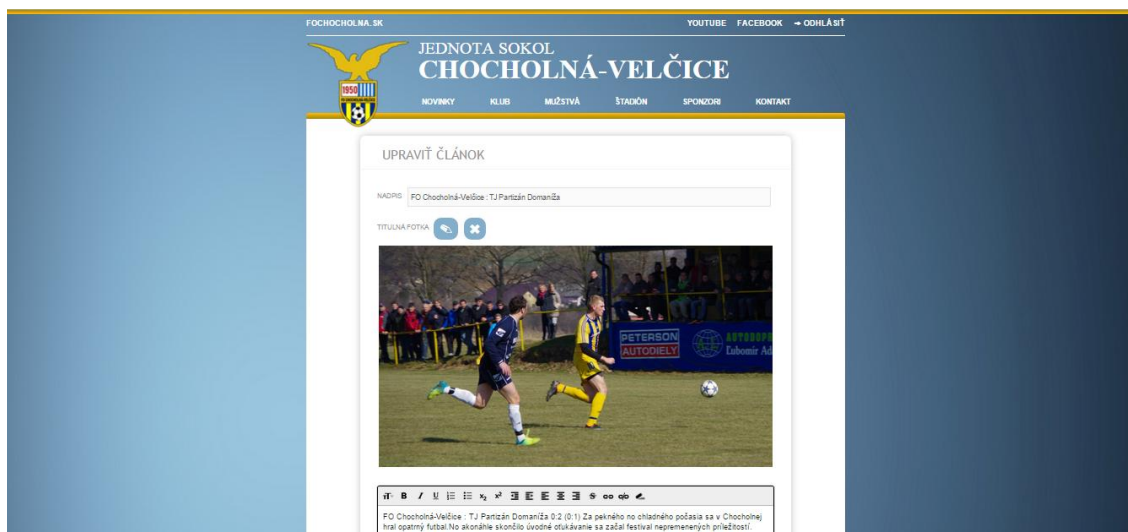 FOCHOCHOLNA.SK
YOUTUBE FACEBOOK ➔ ODHLÁSIŤ
JEDNOTA SOKOL
CHOCHOLNÁ-VELČICE
1950
NOVINKY KLUB MUŽSTVÁ ŠTADIÓN SPONZORI KONTAKT
UPRAVIŤ ČLÁNOK
NADPIS FO Chocholná-Velčice : TJ Partizán Domaníža
TITULNÁ FOTKA
PETERSON
AUTODIELY
Ľubomír
FO Chocholná-Velčice : TJ Partizán Domaníža 0:2 (0:1) Za pekného no chladného počasia sa v Chocholnej
hral opatrný futbal.No akonáhle skončilo úvodné oťukávanie sa začal festival nepremenených príležitostí.